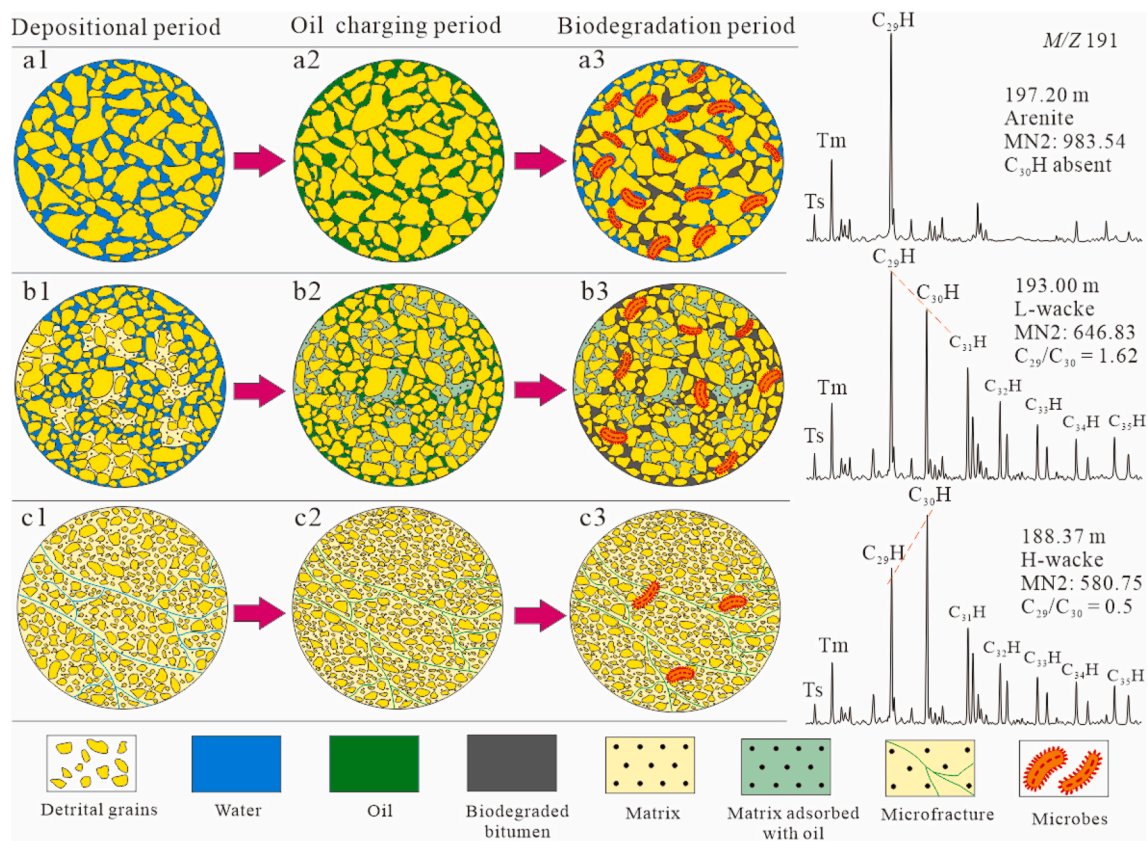 Depositional period
Oil charging period
Biodegradation period
a1
a2
a3
C29H
M/Z 191
197.20 m
Arenite
MN2: 983.54
C30H absent
Tm
Ts
b1
b2
b3
C29H
C30H
C31H
C32H
C33H
C34H
C35H
193.00 m
L-wacke
MN2: 646.83
C29/C30 = 1.62
Tm
Ts
c1
c2
c3
C30H
C29H
C31H
C32H
C33H
C34H
C35H
188.37 m
H-wacke
MN2: 580.75
C29/C30 = 0.5
Tm
Ts
Detrital grains
Water
Oil
Biodegraded
bitumen
Matrix
Matrix adsorbed
with oil
Microfracture
Microbes